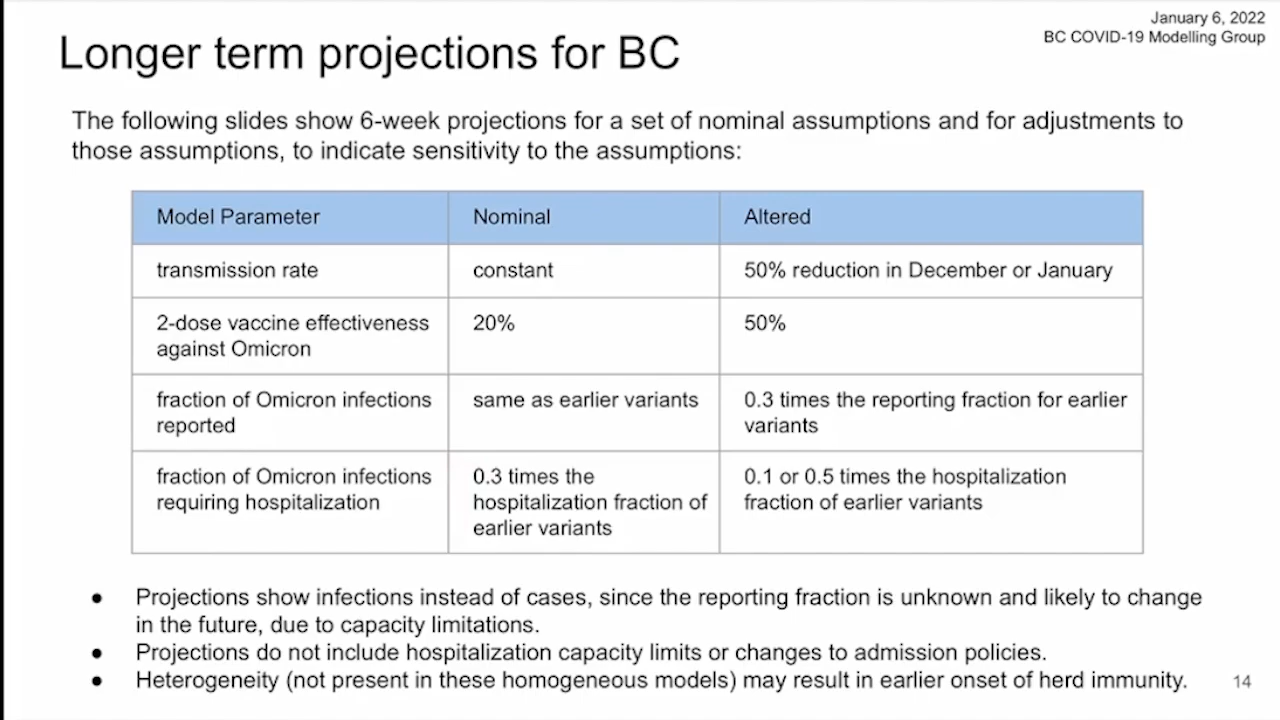 January 6, 2022
BC COVID-19 Modelling Group
Longer term projections for BC
The following slides show 6-week projections for a set of nominal assumptions and for adjustments to
those assumptions, to indicate sensitivity to the assumptions:
Model Parameter
Nominal
Altered
transmission rate
constant
50% reduction in December or January
2-dose vaccine effectiveness
against Omicron
20%
50%
fraction of Omicron infections
reported
same as earlier variants
0.3 times the reporting fraction for earlier
variants
fraction of Omicron infections
requiring hospitalization
0.3 times the
hospitalization fraction of
earlier variants
0.1 or 0.5 times the hospitalization
fraction of earlier variants
● Projections show infections instead of cases, since the reporting fraction is unknown and likely to change
in the future, due to capacity limitations.
● Projections do not include hospitalization capacity limits or changes to admission policies.
● Heterogeneity (not present in these homogeneous models) may result in earlier onset of herd immunity.
14